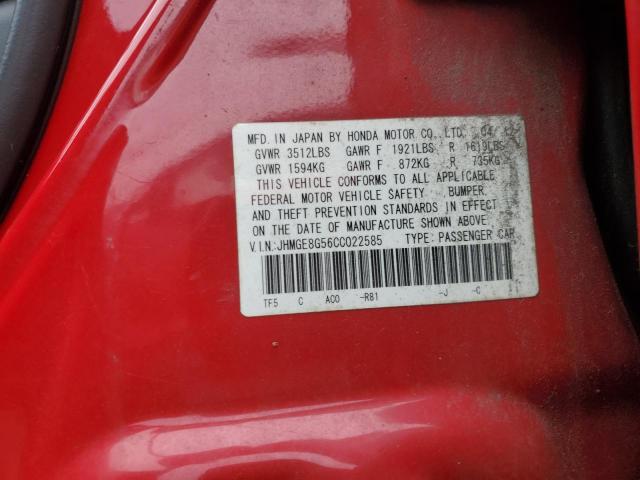 MFD. IN JAPAN BY HONDA MOTOR CO., LTD. 04
GVWR 3512LBS GAWR F 1921LBS R 1619LBS
GVWR 1594KG GAWR F 872KG R 735KG
THIS VEHICLE CONFORMS TO ALL APPLICABLE
FEDERAL MOTOR VEHICLE SAFETY, BUMPER,
AND THEFT PREVENTION STANDARDS IN EFFECT
ON THE DATE OF MANUFACTURE SHOWN ABOVE.
V.I.N:JHMGE8G56CC022585 TYPE: PASSENGER CAR
TF5 C AC0 -R81 -J -C